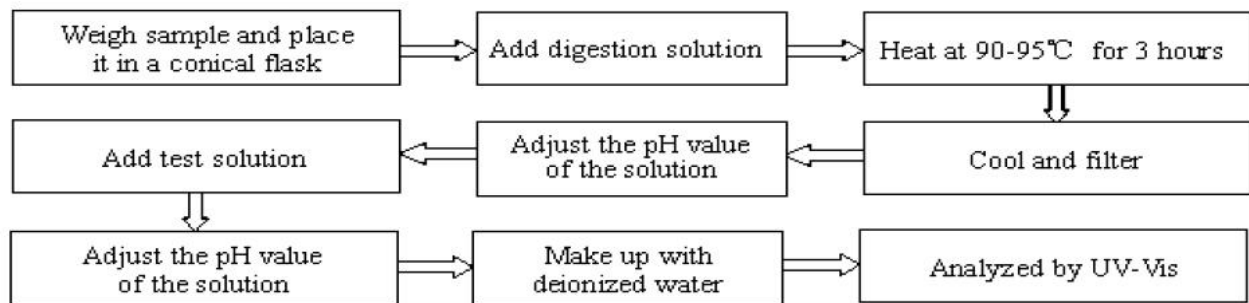 Weigh sample and place
it in a conical flask
Add digestion solution
Heat at 90-95℃ for 3 hours
Cool and filter
Adjust the pH value
of the solution
Add test solution
Adjust the pH value
of the solution
Make up with
deionized water
Analyzed by UV-Vis